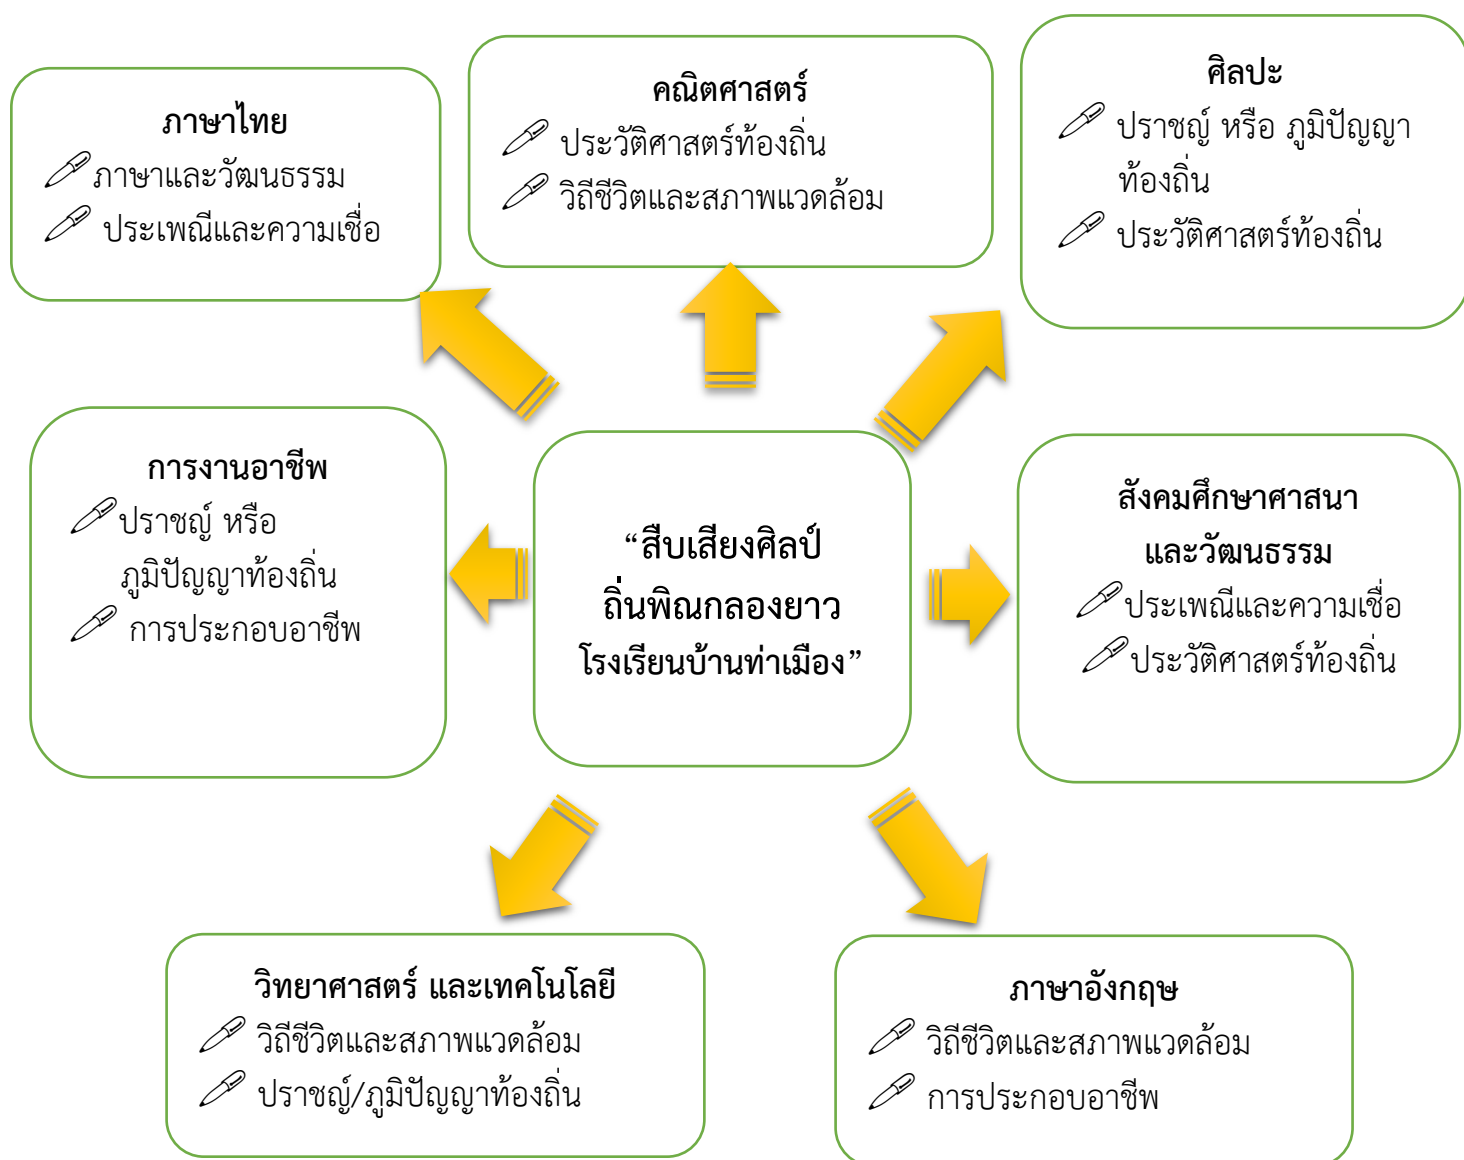 ภาษาไทย
ภาษาและวัฒนธรรม
ประเพณีและความเชื่อ
คณิตศาสตร์
ประวัติศาสตร์ท้องถิ่น
วิถีชีวิตและสภาพแวดล้อม
ศิลปะ
ปราชญ์ หรือ ภูมิปัญญา
ท้องถิ่น
ประวัติศาสตร์ท้องถิ่น
การงานอาชีพ
ปราชญ์ หรือ
ภูมิปัญญาท้องถิ่น
การประกอบอาชีพ
“สืบเสียงศิลป์
ถิ่นพิณกลองยาว
โรงเรียนบ้านท่าเมือง”
สังคมศึกษาศาสนา
และวัฒนธรรม
ประเพณีและความเชื่อ
ประวัติศาสตร์ท้องถิ่น
วิทยาศาสตร์ และเทคโนโลยี
วิถีชีวิตและสภาพแวดล้อม
ปราชญ์/ภูมิปัญญาท้องถิ่น
ภาษาอังกฤษ
วิถีชีวิตและสภาพแวดล้อม
การประกอบอาชีพ